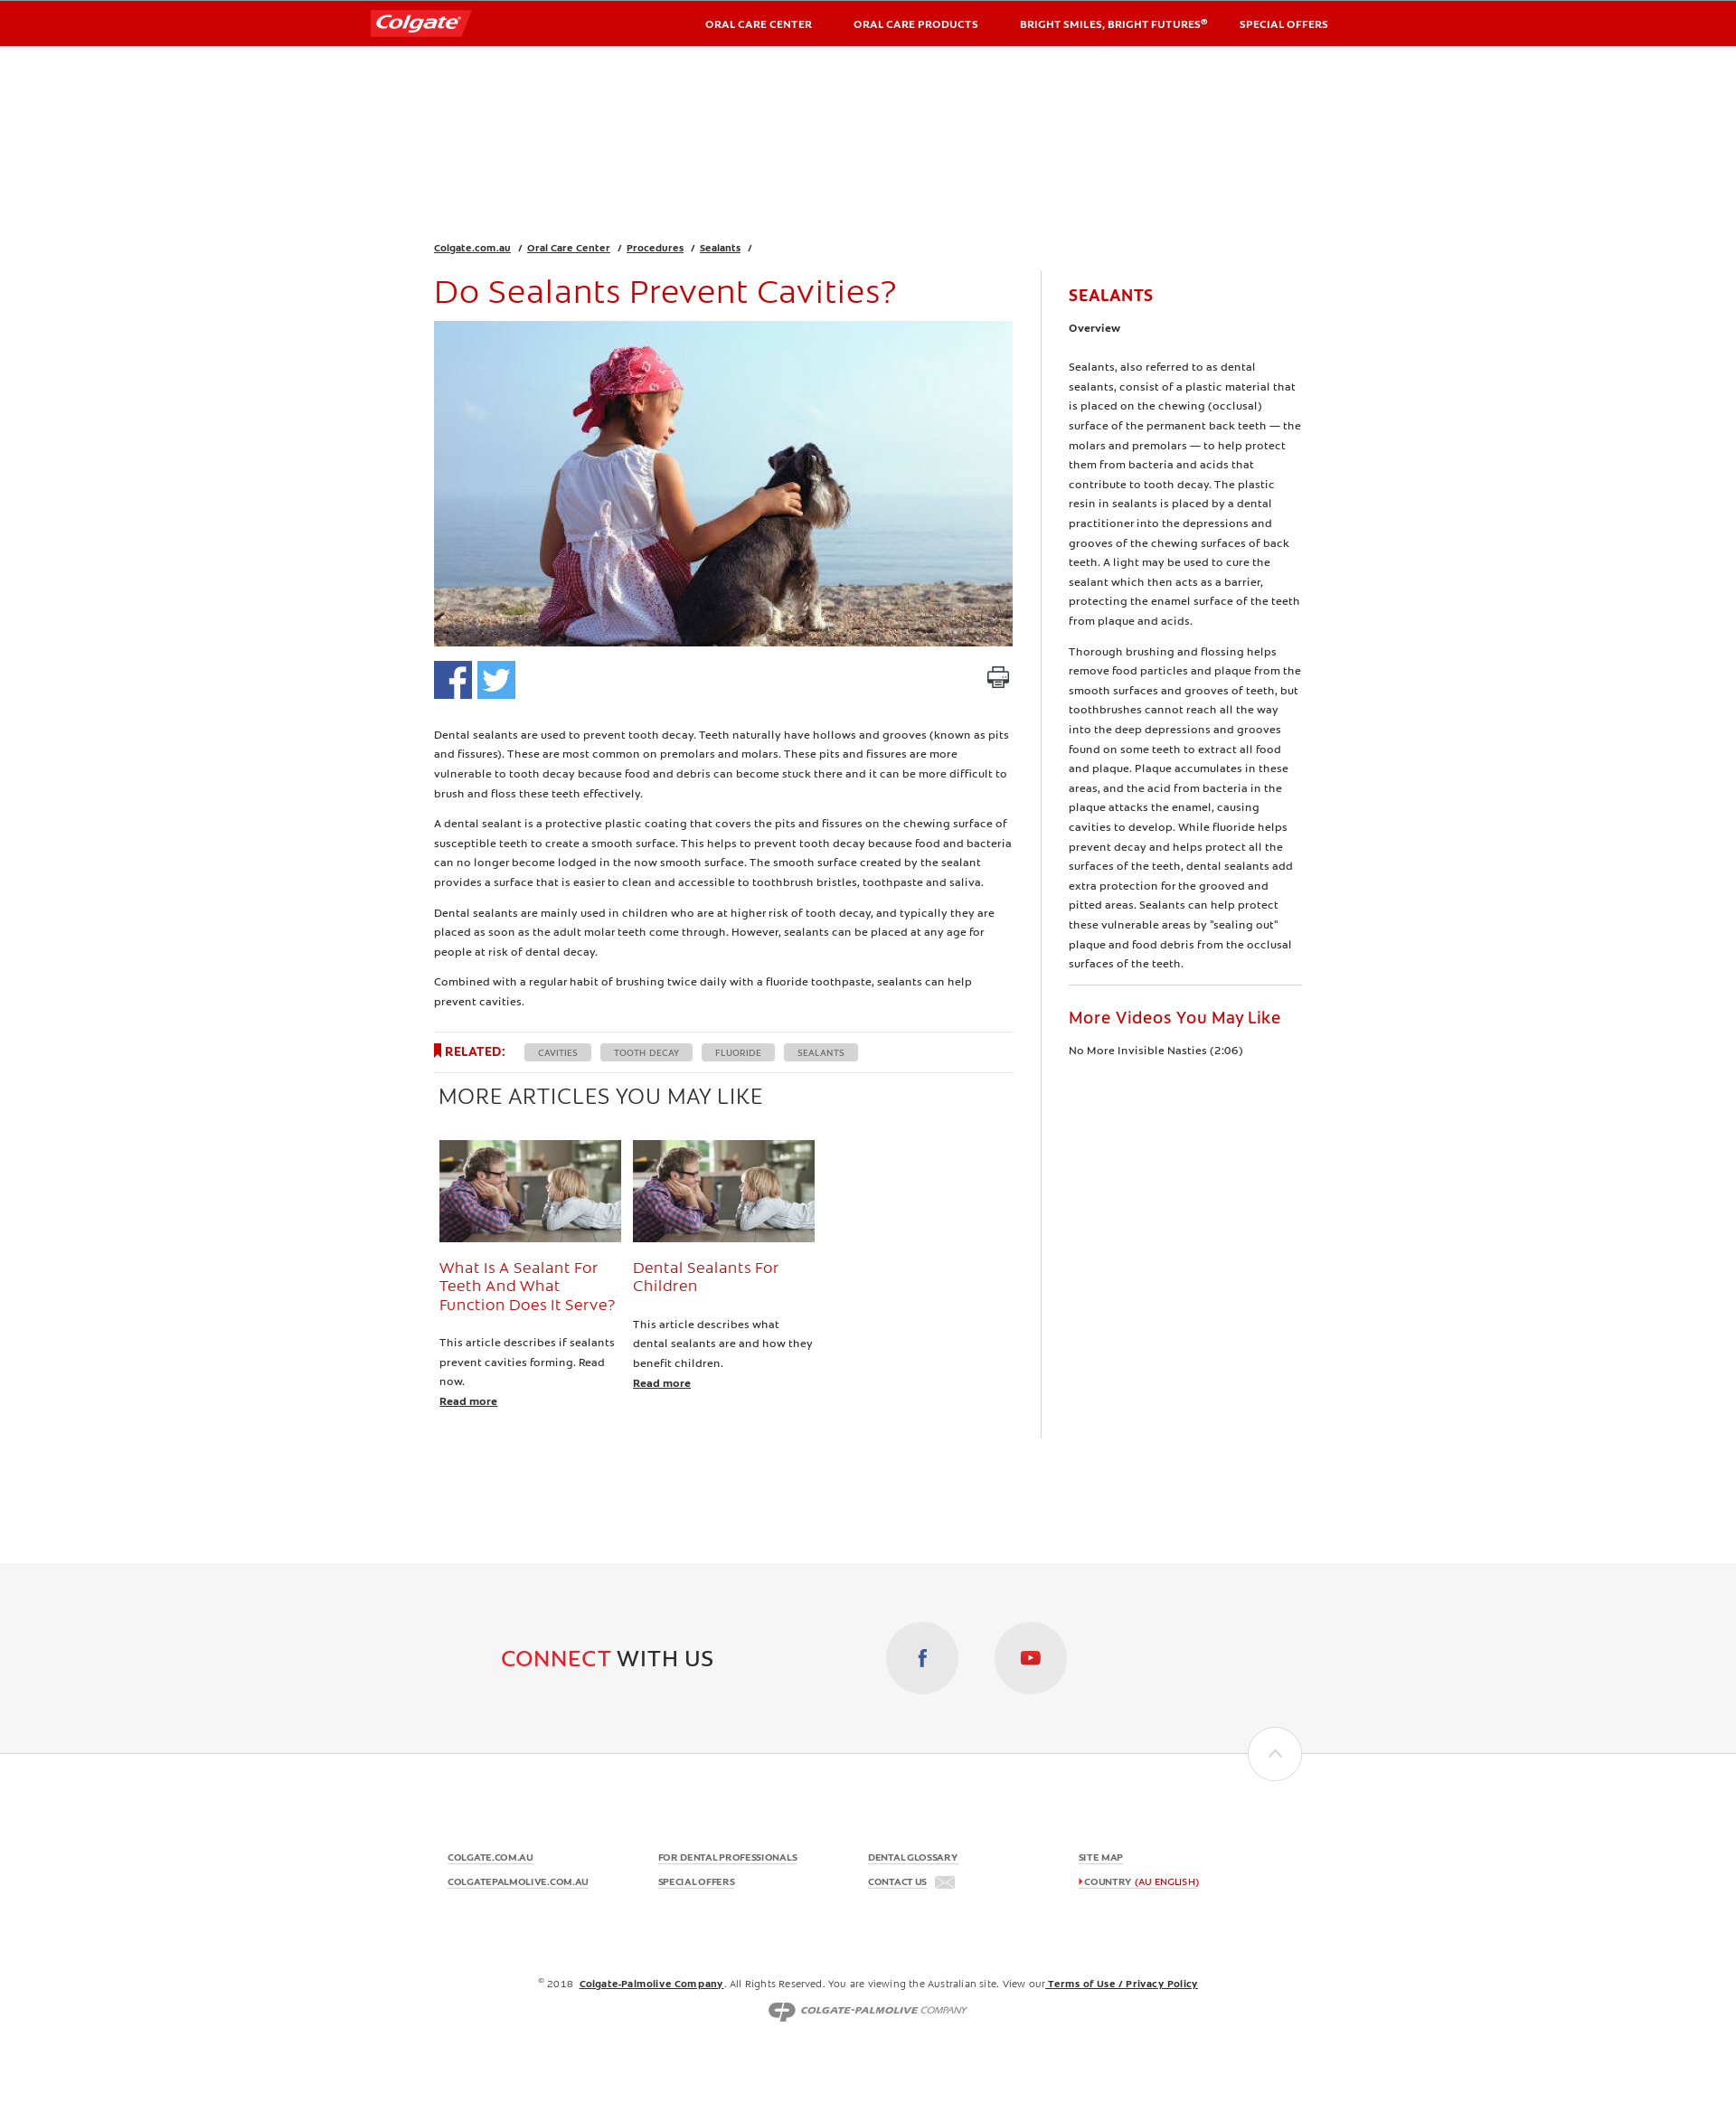 Colgate®
ORAL CARE CENTER
ORAL CARE PRODUCTS
BRIGHT SMILES, BRIGHT FUTURES®
SPECIAL OFFERS
Colgate.com.au / Oral Care Center / Procedures / Sealants /
Do Sealants Prevent Cavities?
Dental sealants are used to prevent tooth decay. Teeth naturally have hollows and grooves (known as pits
and fissures). These are most common on premolars and molars. These pits and fissures are more
vulnerable to tooth decay because food and debris can become stuck there and it can be more difficult to
brush and floss these teeth effectively.
A dental sealant is a protective plastic coating that covers the pits and fissures on the chewing surface of
susceptible teeth to create a smooth surface. This helps to prevent tooth decay because food and bacteria
can no longer become lodged in the now smooth surface. The smooth surface created by the sealant
provides a surface that is easier to clean and accessible to toothbrush bristles, toothpaste and saliva.
Dental sealants are mainly used in children who are at higher risk of tooth decay, and typically they are
placed as soon as the adult molar teeth come through. However, sealants can be placed at any age for
people at risk of dental decay.
Combined with a regular habit of brushing twice daily with a fluoride toothpaste, sealants can help
prevent cavities.
RELATED:
CAVITIES
TOOTH DECAY
FLUORIDE
SEALANTS
MORE ARTICLES YOU MAY LIKE
What Is A Sealant For
Teeth And What
Function Does It Serve?
This article describes if sealants
prevent cavities forming. Read
now.
Read more
Dental Sealants For
Children
This article describes what
dental sealants are and how they
benefit children.
Read more
SEALANTS
Overview
Sealants, also referred to as dental
sealants, consist of a plastic material that
is placed on the chewing (occlusal)
surface of the permanent back teeth — the
molars and premolars — to help protect
them from bacteria and acids that
contribute to tooth decay. The plastic
resin in sealants is placed by a dental
practitioner into the depressions and
grooves of the chewing surfaces of back
teeth. A light may be used to cure the
sealant which then acts as a barrier,
protecting the enamel surface of the teeth
from plaque and acids.
Thorough brushing and flossing helps
remove food particles and plaque from the
smooth surfaces and grooves of teeth, but
toothbrushes cannot reach all the way
into the deep depressions and grooves
found on some teeth to extract all food
and plaque. Plaque accumulates in these
areas, and the acid from bacteria in the
plaque attacks the enamel, causing
cavities to develop. While fluoride helps
prevent decay and helps protect all the
surfaces of the teeth, dental sealants add
extra protection for the grooved and
pitted areas. Sealants can help protect
these vulnerable areas by "sealing out"
plaque and food debris from the occlusal
surfaces of the teeth.
More Videos You May Like
No More Invisible Nasties (2:06)
CONNECT WITH US
COLGATE.COM.AU
FOR DENTAL PROFESSIONALS
DENTAL GLOSSARY
SITE MAP
COLGATEPALMOLIVE.COM.AU
SPECIAL OFFERS
CONTACT US
COUNTRY (AU ENGLISH)
© 2018 Colgate-Palmolive Company. All Rights Reserved. You are viewing the Australian site. View our Terms of Use / Privacy Policy
COLGATE-PALMOLIVE COMPANY